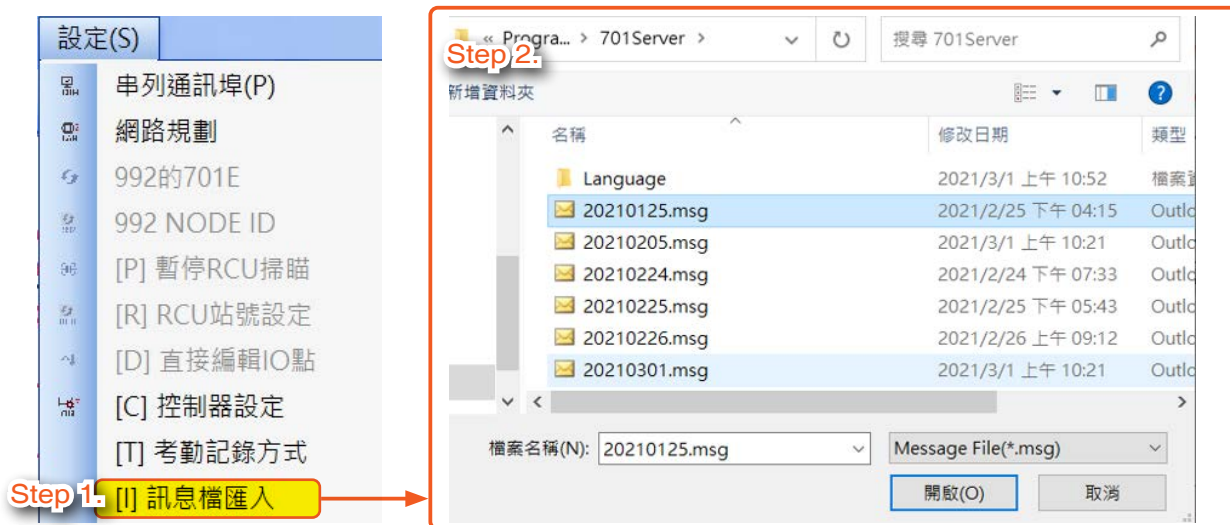 設定(S)
串列通訊埠(P)
網路規劃
992的701E
992 NODE ID
[P] 暫停RCU掃瞄
[R] RCU站號設定
[D] 直接編輯IO點
[C] 控制器設定
[T] 考勤記錄方式
Step 1.
[I] 訊息檔匯入
« Progra... > 701Server >
搜尋 701Server
Step 2.
新增資料夾
名稱 修改日期 類型
Language 2021/3/1 上午 10:52
20210125.msg 2021/2/25 下午 04:15
20210205.msg 2021/3/1 上午 10:21
20210224.msg 2021/2/24 下午 07:33
20210225.msg 2021/2/25 下午 05:43
20210226.msg 2021/2/26 上午 09:12
20210301.msg 2021/3/1 上午 10:21
檔案名稱(N): 20210125.msg Message File(*.msg)
開啟(O) 取消